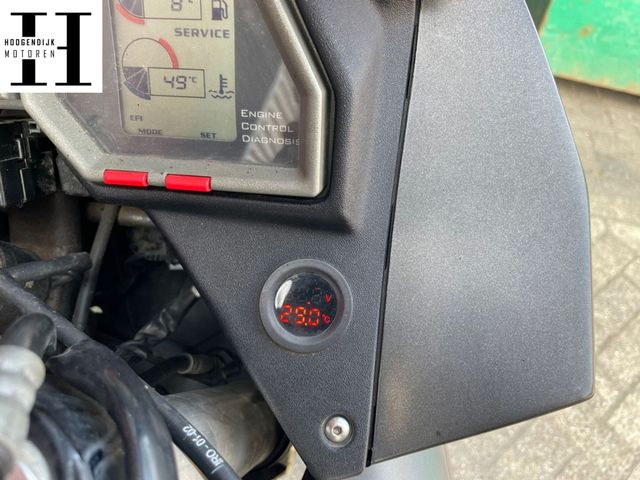 HOOGENDIJK
MOTOREN
H
8°C
SERVICE
49°C
EFI
MODE SET
ENGINE
CONTROL
DIAGNOSIS
V
29.0 °C